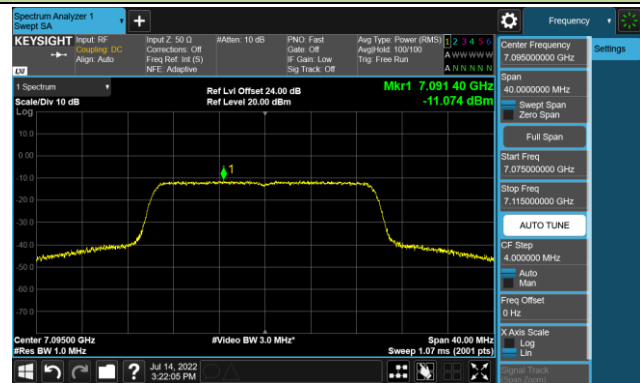 Spectrum Analyzer 1
Swept SA
+
Frequency
KEYSIGHT
Input: RF
Coupling: DC
Align: Auto
Input Z: 50 Ω
Corrections: Off
Freq Ref: Int (S)
NFE: Adaptive
#Atten: 10 dB
PNO: Fast
Gate: Off
IF Gain: Low
Sig Track: Off
Avg Type: Power (RMS)
Avg|Hold: 100/100
Trig: Free Run
1 2 3 4 5 6
A W W W W W
A N N N N N
LXI
1 Spectrum
Scale/Div 10 dB
Log
Ref Lvl Offset 24.00 dB
Ref Level 20.00 dBm
Mkr1 7.091 40 GHz
-11.074 dBm
10.0
0.00
-10.0
-20.0
-30.0
-40.0
-50.0
-60.0
-70.0
1
Center 7.09500 GHz
#Res BW 1.0 MHz
#Video BW 3.0 MHz*
Span 40.00 MHz
Sweep 1.07 ms (2001 pts)
Jul 14, 2022
3:22:05 PM
?
Center Frequency
7.095000000 GHz
Settings
Span
40.0000000 MHz
Swept Span
Zero Span
Full Span
Start Freq
7.075000000 GHz
Stop Freq
7.115000000 GHz
AUTO TUNE
CF Step
4.000000 MHz
Auto
Man
Freq Offset
0 Hz
X Axis Scale
Log
Lin
Signal Track
(Span Zoom)